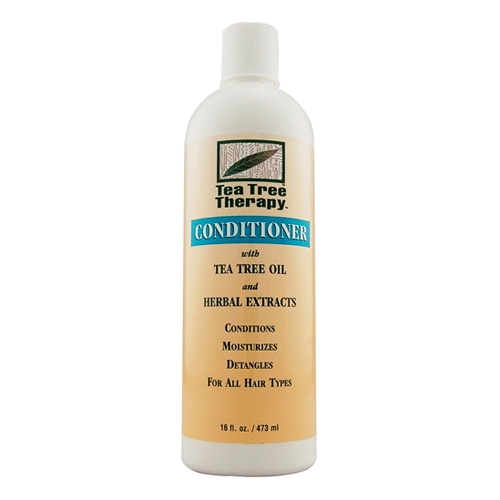 Tea Tree
Therapy™
CONDITIONER
with
TEA TREE OIL
and
HERBAL EXTRACTS
CONDITIONS
MOISTURIZES
DETANGLES
FOR ALL HAIR TYPES
16 fl. oz. / 473 ml